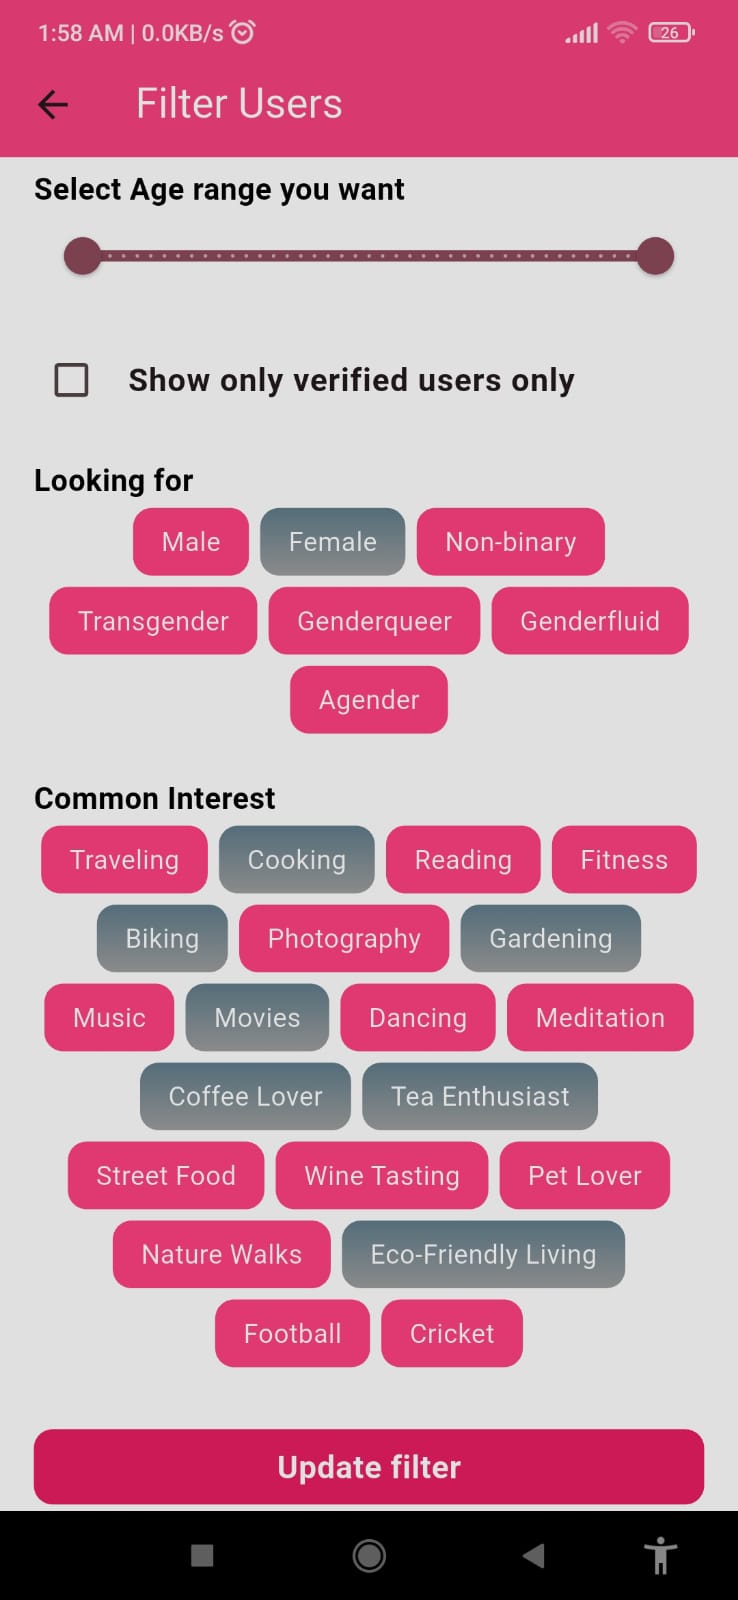 1:58 AM | 0.0KB/s 26
Filter Users
Select Age range you want
Show only verified users only
Looking for
Male Female Non-binary
Transgender Genderqueer Genderfluid
Agender
Common Interest
Traveling Cooking Reading Fitness
Biking Photography Gardening
Music Movies Dancing Meditation
Coffee Lover Tea Enthusiast
Street Food Wine Tasting Pet Lover
Nature Walks Eco-Friendly Living
Football Cricket
Update filter